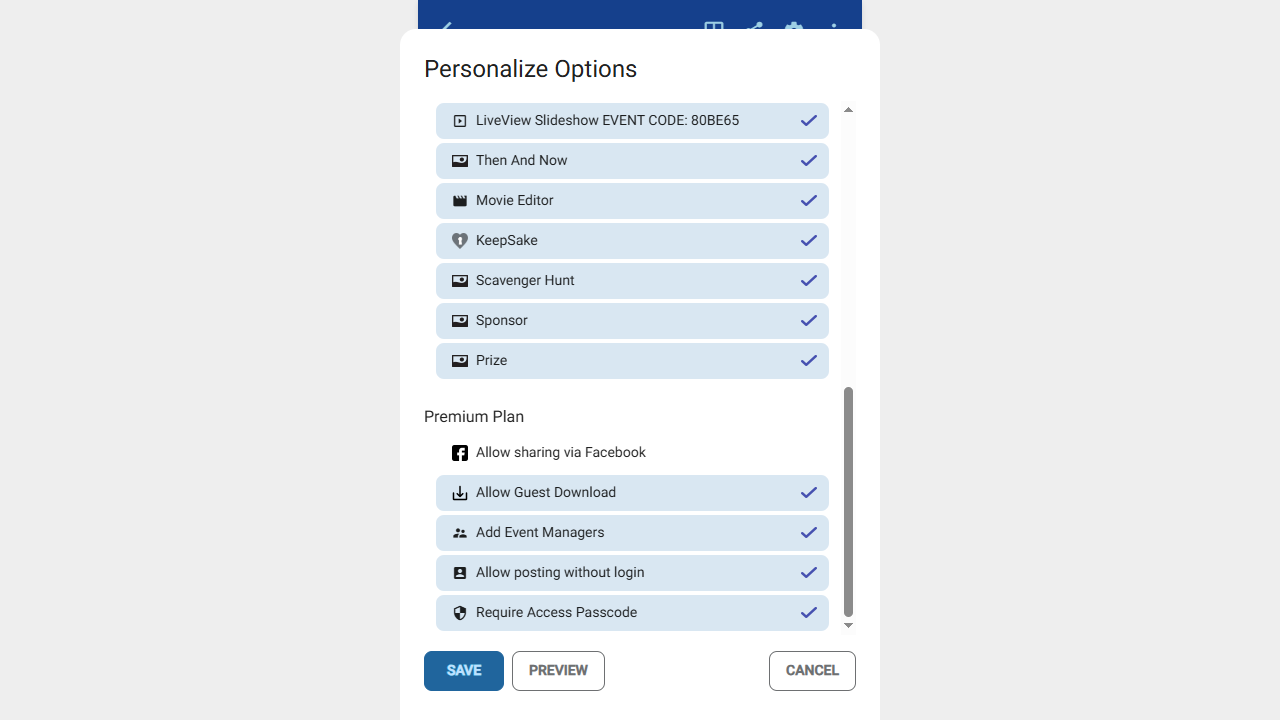 Personalize Options
LiveView Slideshow EVENT CODE: 80BE65
Then And Now
Movie Editor
KeepSake
Scavenger Hunt
Sponsor
Prize
Premium Plan
Allow sharing via Facebook
Allow Guest Download
Add Event Managers
Allow posting without login
Require Access Passcode
SAVE
PREVIEW
CANCEL